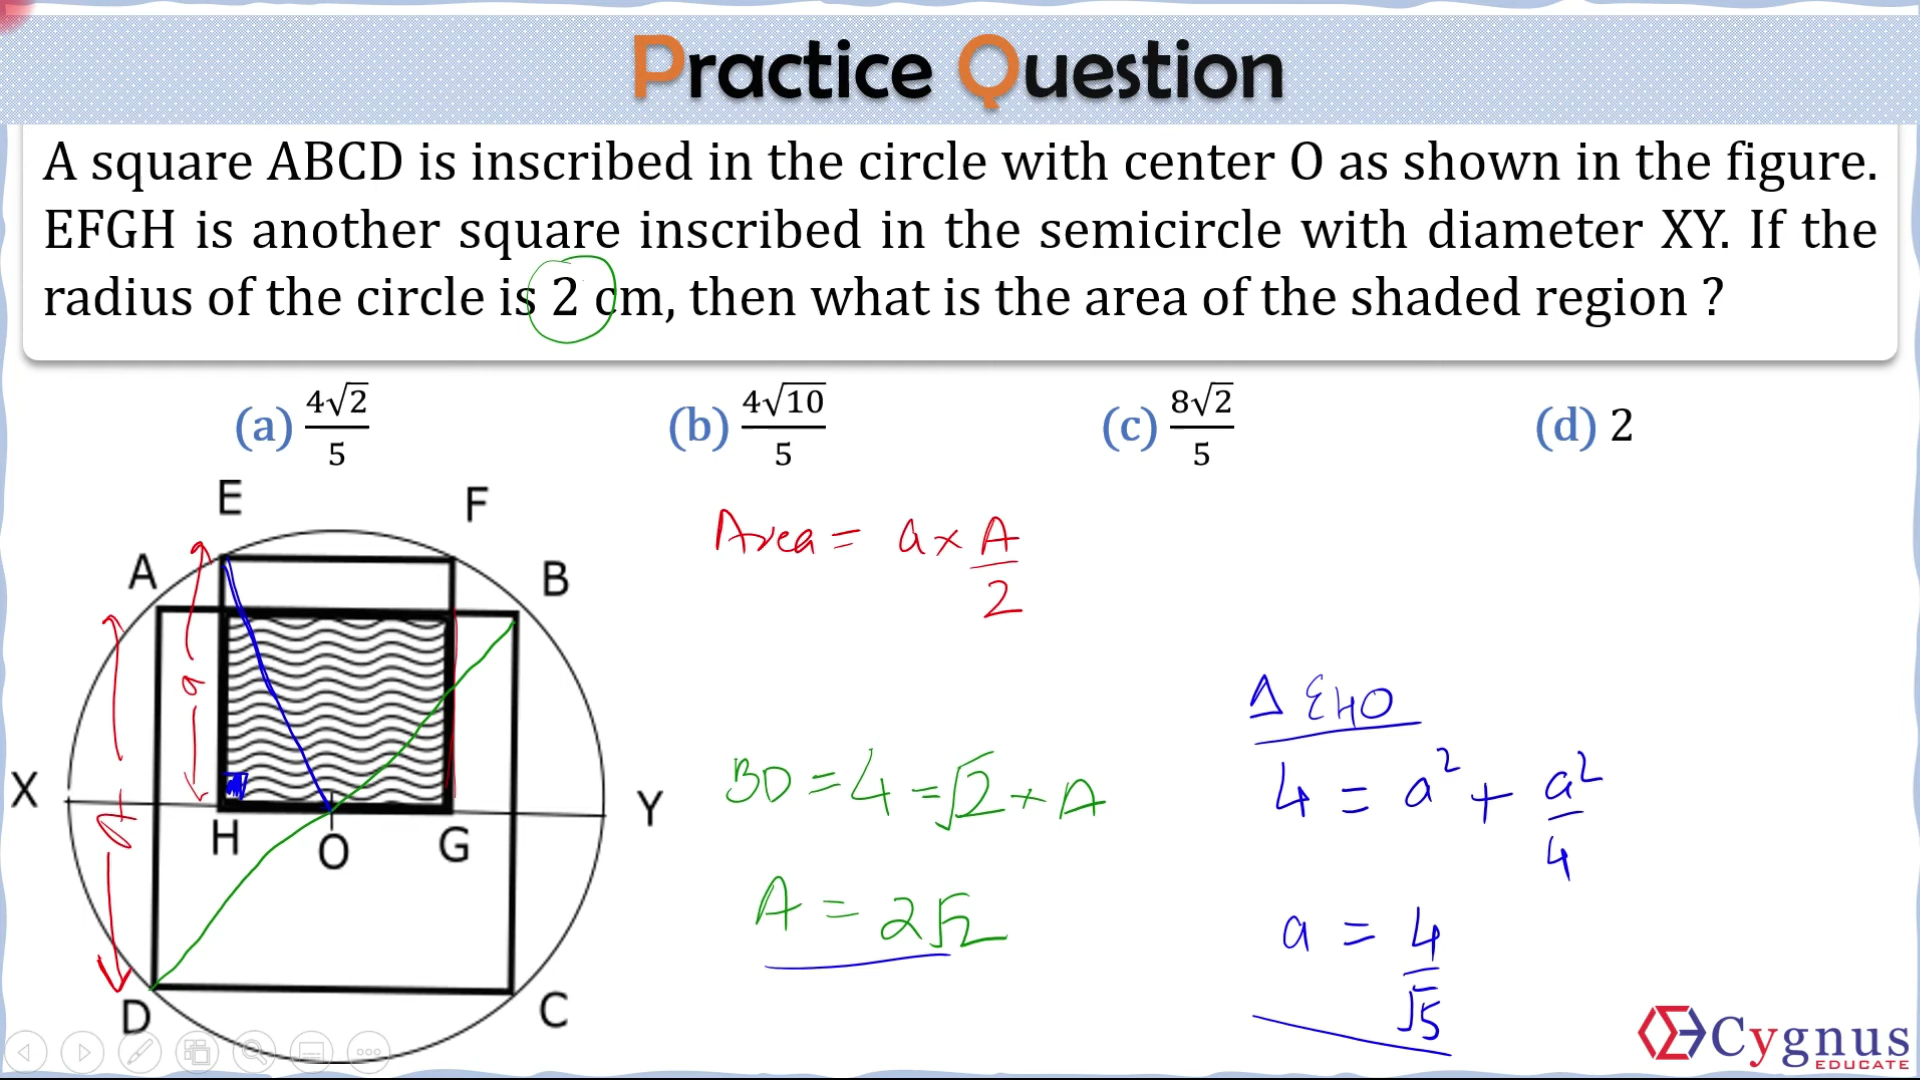 Practice Question
A square ABCD is inscribed in the circle with center O as shown in the figure.
EFGH is another square inscribed in the semicircle with diameter XY. If the
radius of the circle is 2 cm, then what is the area of the shaded region ?
(a) 4√2/5 (b) 4√10/5 (c) 8√2/5 (d) 2
E F
A B
a
X Y
A
H O G
D C
Area = a × A/2
BD = 4 = √2 × A
A = 2√2
Δ EHO
4 = a² + a²/4
a = 4/√5
Cygnus
EDUCATE